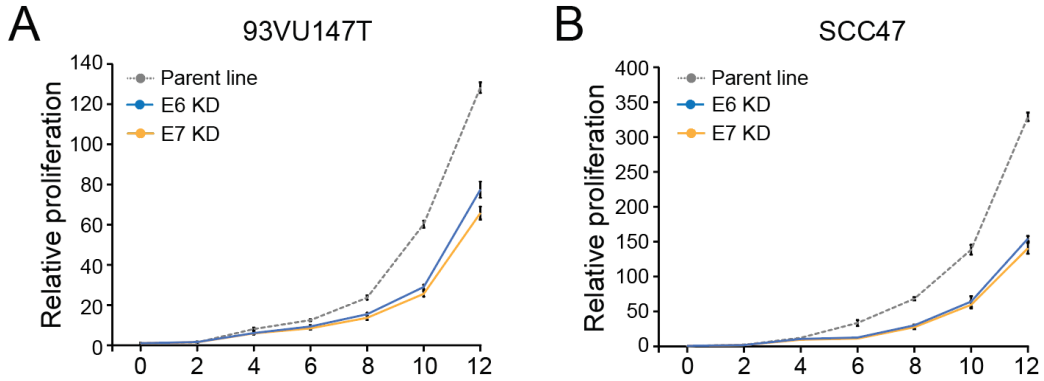 A
93VU147T
Relative proliferation
140
120
100
80
60
40
20
0
Parent line
E6 KD
E7 KD
0 2 4 6 8 10 12
B
SCC47
Relative proliferation
400
350
300
250
200
150
100
50
0
Parent line
E6 KD
E7 KD
0 2 4 6 8 10 12